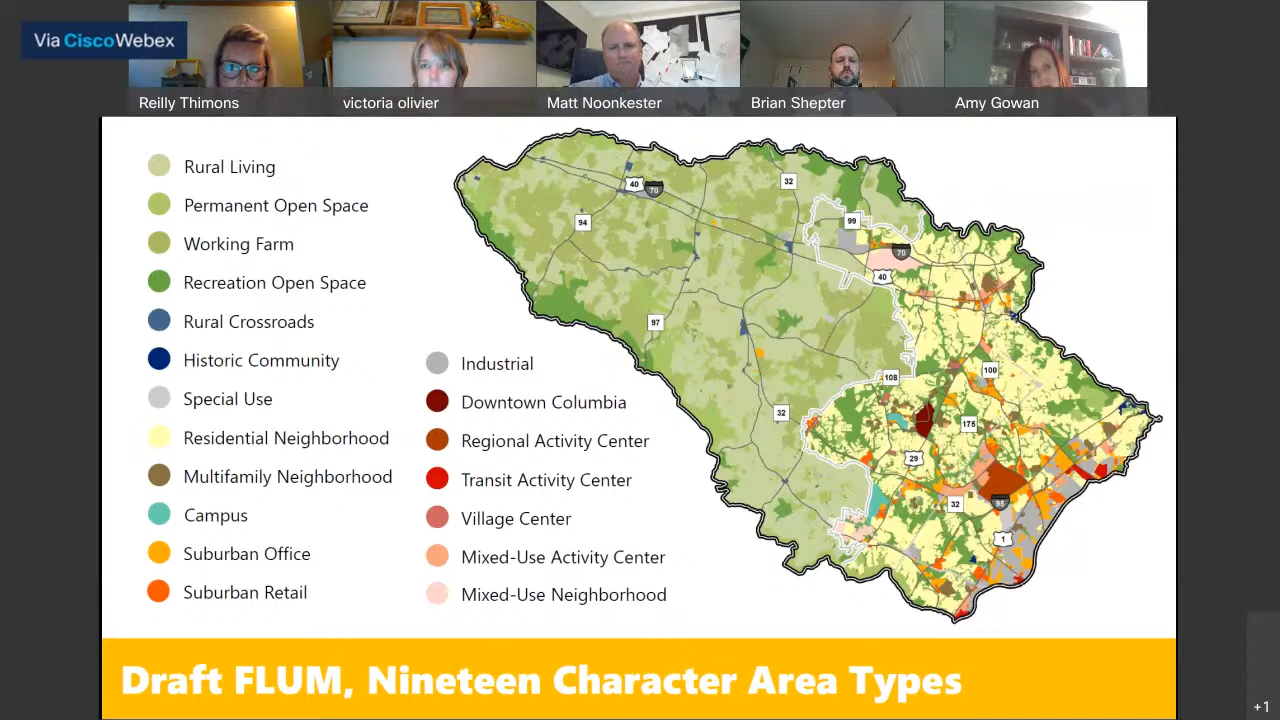 Via CiscoWebex
Reilly Thimons
victoria olivier
Matt Noonkester
Brian Shepter
Amy Gowan
Rural Living
Permanent Open Space
Working Farm
Recreation Open Space
Rural Crossroads
Historic Community
Special Use
Residential Neighborhood
Multifamily Neighborhood
Campus
Suburban Office
Suburban Retail
Industrial
Downtown Columbia
Regional Activity Center
Transit Activity Center
Village Center
Mixed-Use Activity Center
Mixed-Use Neighborhood
40
70
32
94
99
70
40
97
108
100
32
175
29
32
95
1
Draft FLUM, Nineteen Character Area Types
+1